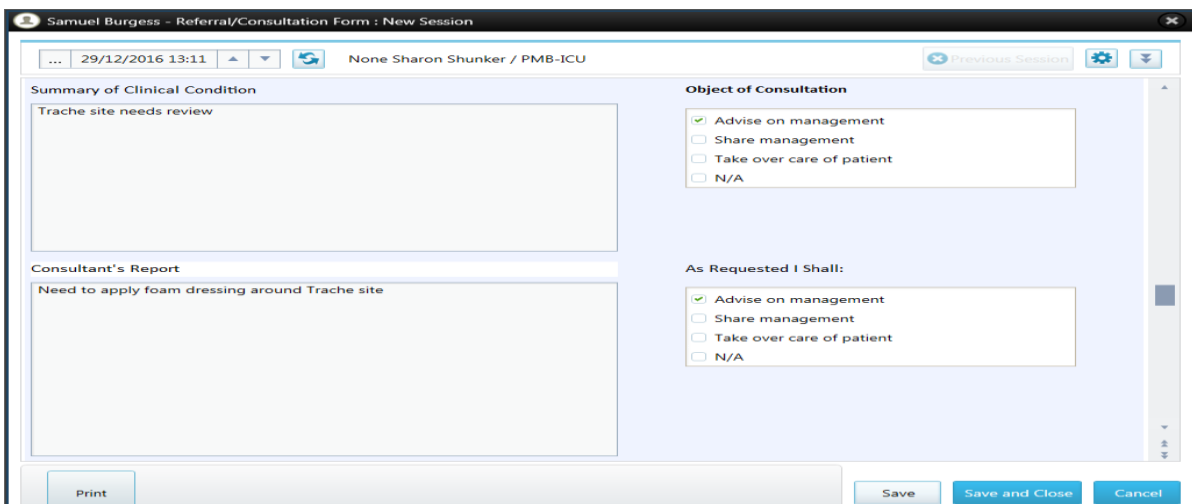 Samuel Burgess - Referral/Consultation Form : New Session
... 29/12/2016 13:11 None Sharon Shunker / PMB-ICU Previous Session
Summary of Clinical Condition
Trache site needs review
Object of Consultation
Advise on management
Share management
Take over care of patient
N/A
Consultant's Report
Need to apply foam dressing around Trache site
As Requested I Shall:
Advise on management
Share management
Take over care of patient
N/A
Print Save Save and Close Cancel